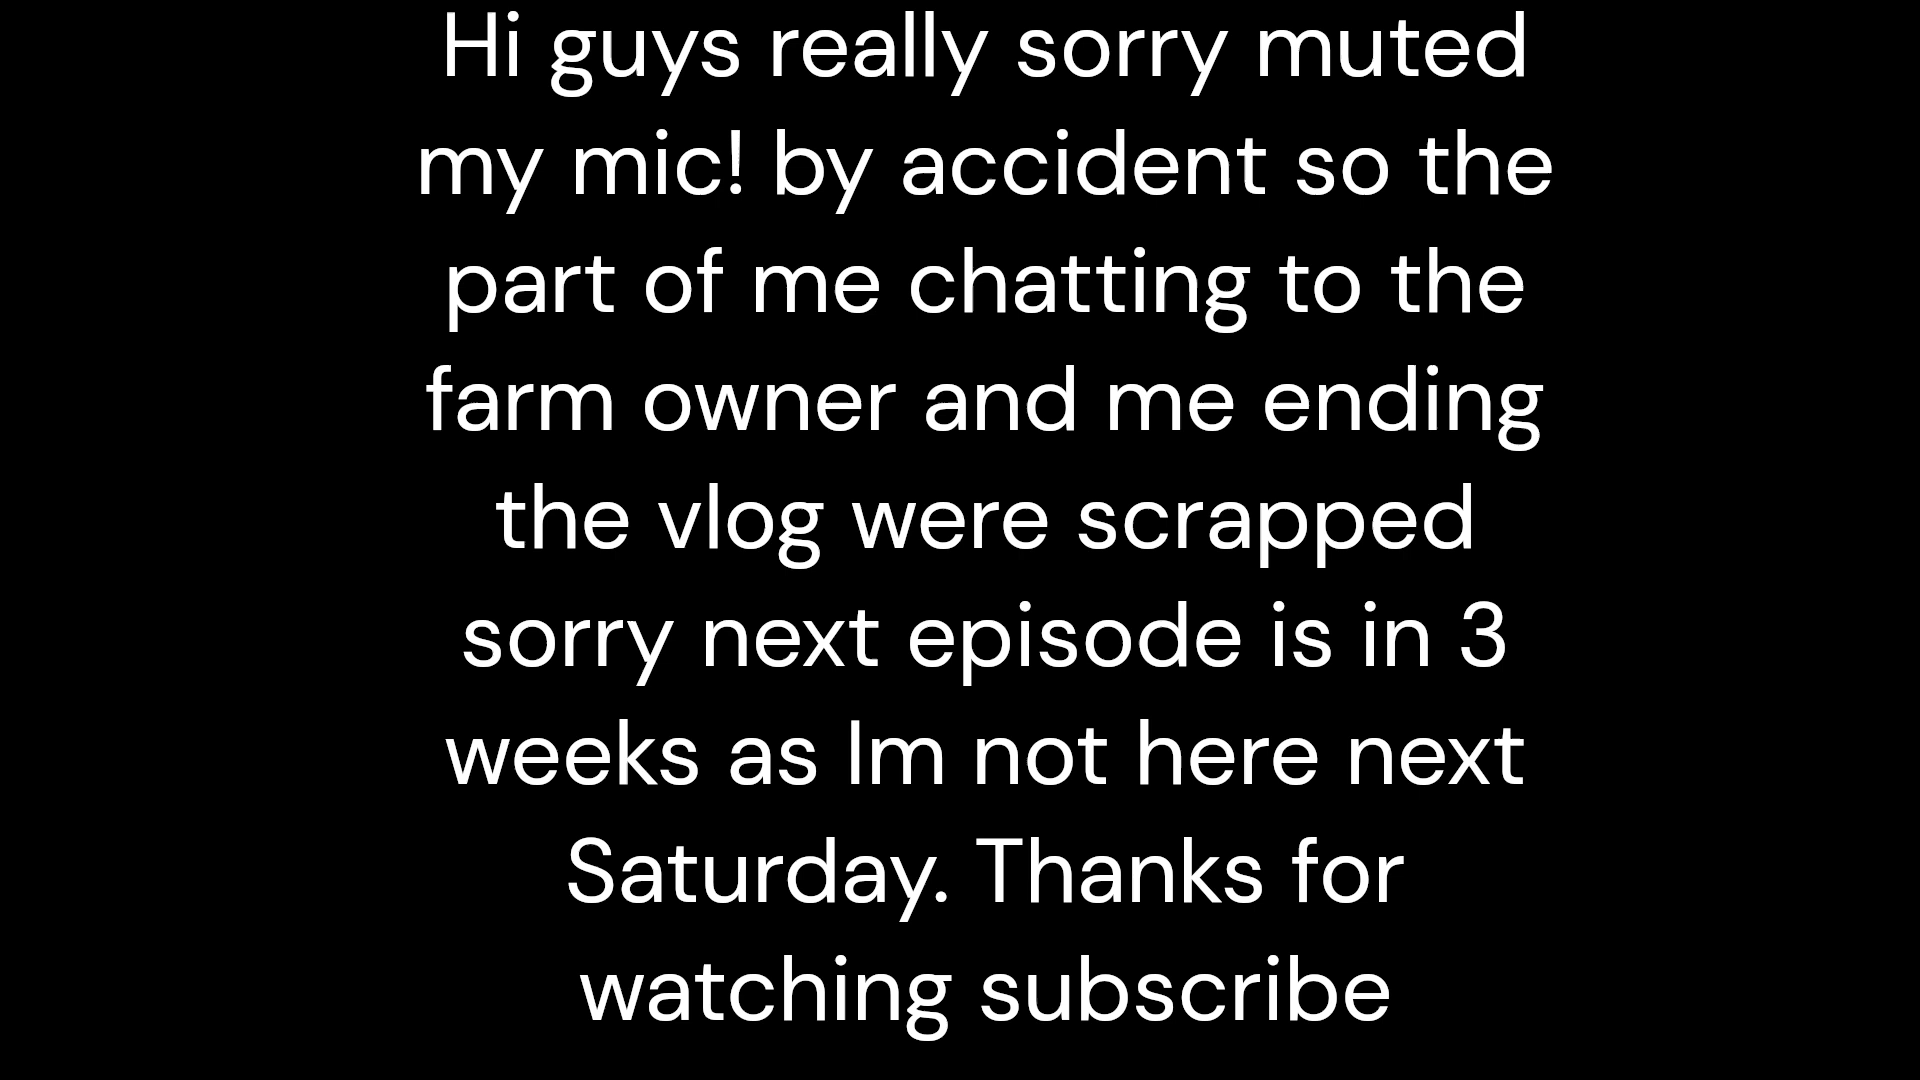 Hi guys really sorry muted
my mic! by accident so the
part of me chatting to the
farm owner and me ending
the vlog were scrapped
sorry next episode is in 3
weeks as Im not here next
Saturday. Thanks for
watching subscribe